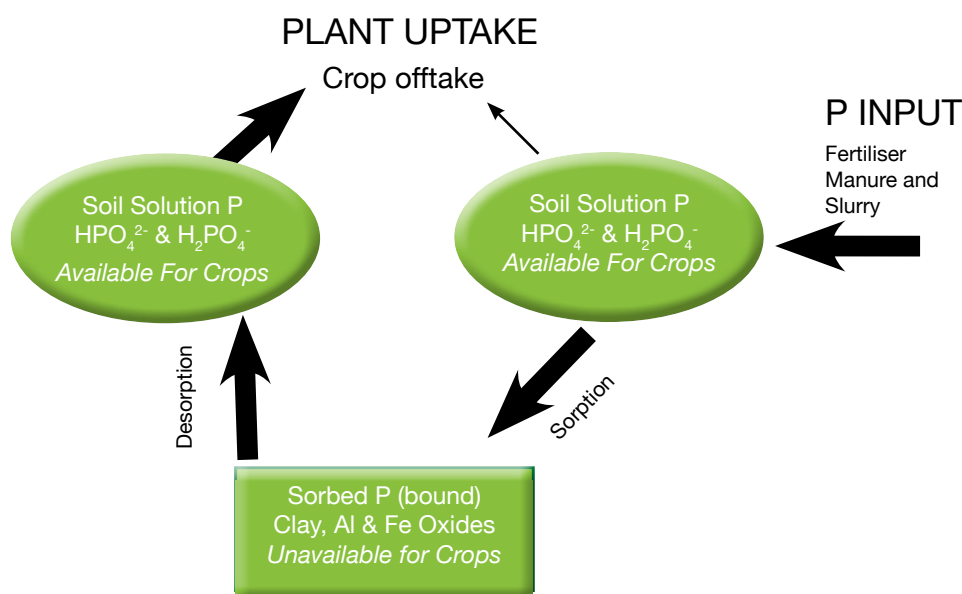 PLANT UPTAKE
Crop offtake
P INPUT
Fertiliser
Manure and
Slurry
Soil Solution P
HPO₄²⁻ & H₂PO₄⁻
Available For Crops
Soil Solution P
HPO₄²⁻ & H₂PO₄⁻
Available For Crops
Desorption
Sorption
Sorbed P (bound)
Clay, Al & Fe Oxides
Unavailable for Crops